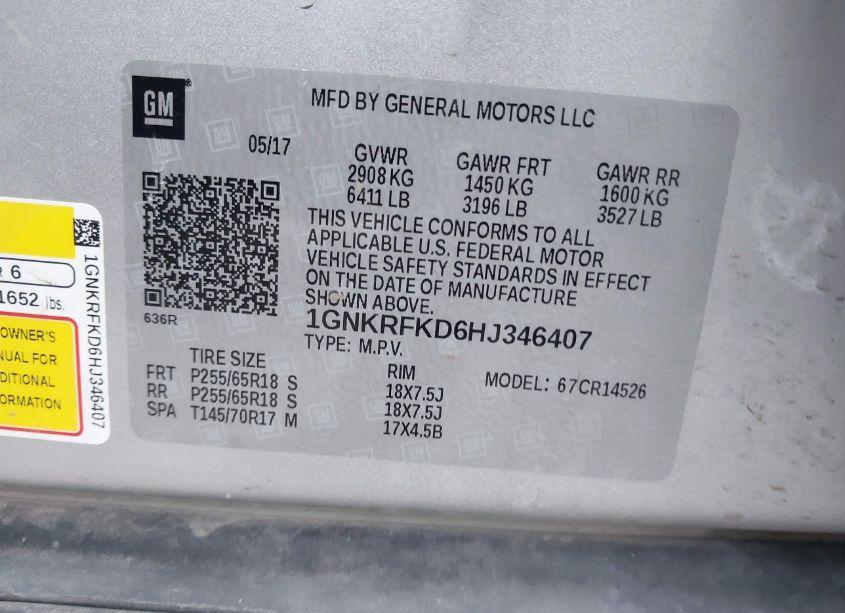 GM
MFD BY GENERAL MOTORS LLC
05/17
GVWR GAWR FRT GAWR RR
2908 KG 1450 KG 1600 KG
6411 LB 3196 LB 3527 LB
THIS VEHICLE CONFORMS TO ALL
APPLICABLE U.S. FEDERAL MOTOR
VEHICLE SAFETY STANDARDS IN EFFECT
ON THE DATE OF MANUFACTURE
SHOWN ABOVE.
636R
1GNKRFKD6HJ346407
TYPE: M.P.V.
MODEL: 67CR14526
TIRE SIZE RIM
FRT P255/65R18 S 18X7.5J
RR P255/65R18 S 18X7.5J
SPA T145/70R17 M 17X4.5B
R 6
1652 lbs.
OWNER'S
FOR
1GNKRFKD6HJ346407